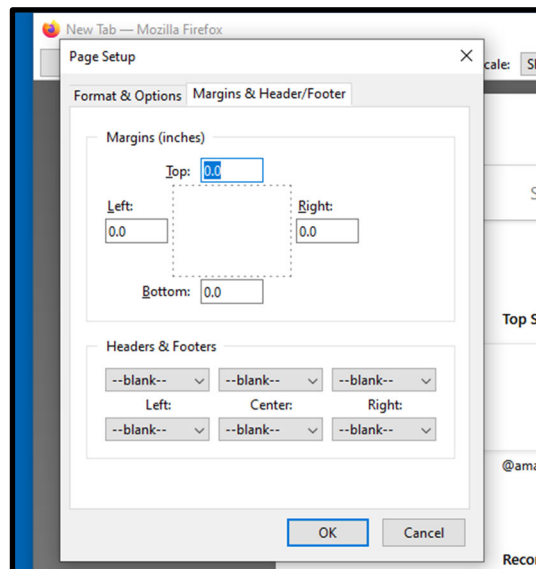 New Tab — Mozilla Firefox
Page Setup
cale:
Format & Options Margins & Header/Footer
Margins (inches)
Top: 0.0
Left: Right:
0.0 0.0
Bottom: 0.0
Top S
Headers & Footers
--blank-- --blank-- --blank--
Left: Center: Right:
--blank-- --blank-- --blank--
@ama
OK Cancel
Recor